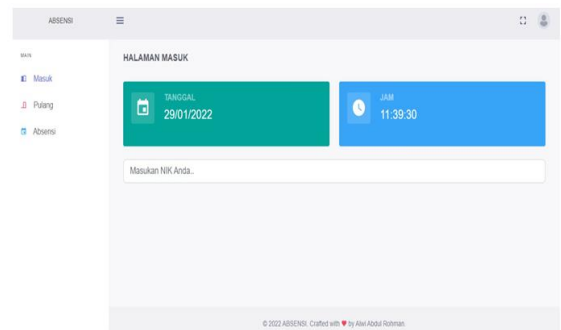 ABSENSI
MAIN
Masuk
Pulang
Absensi
HALAMAN MASUK
TANGGAL
29/01/2022
JAM
11:39:30
Masukan NIK Anda..
© 2022 ABSENSI. Crafted with ❤ by Alwi Abdul Rohman.